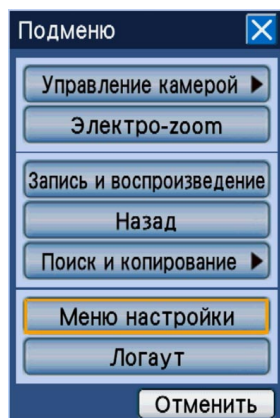 Подменю
Управление камерой
Электро-zoom
Запись и воспроизведение
Назад
Поиск и копирование
Меню настройки
Логаут
Отменить